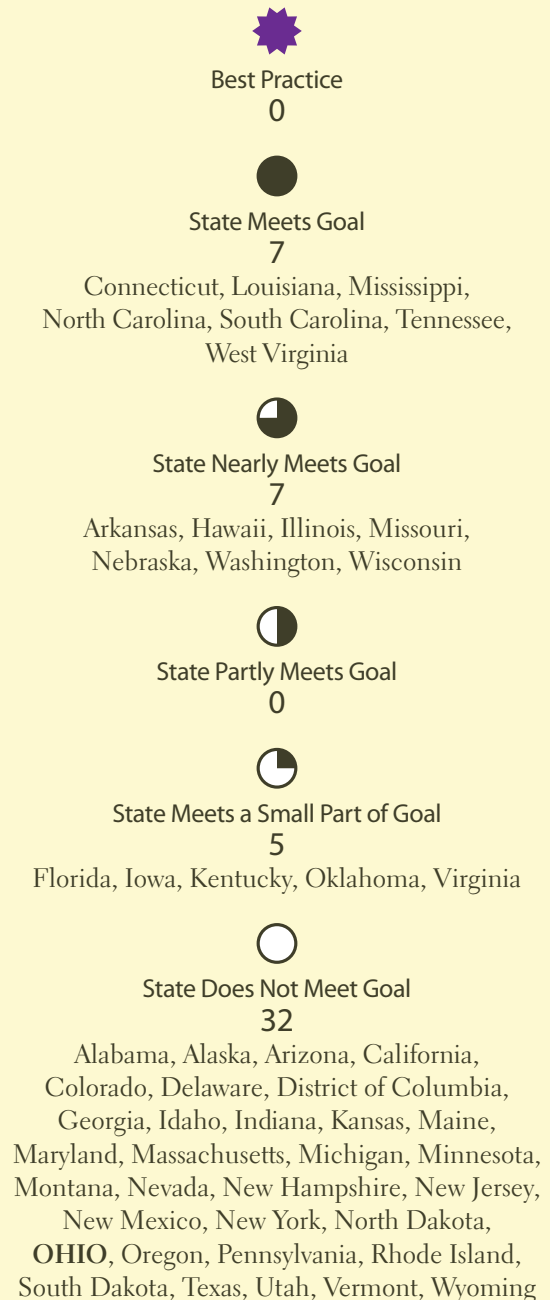 Best Practice
0
State Meets Goal
7
Connecticut, Louisiana, Mississippi,
North Carolina, South Carolina, Tennessee,
West Virginia
State Nearly Meets Goal
7
Arkansas, Hawaii, Illinois, Missouri,
Nebraska, Washington, Wisconsin
State Partly Meets Goal
0
State Meets a Small Part of Goal
5
Florida, Iowa, Kentucky, Oklahoma, Virginia
State Does Not Meet Goal
32
Alabama, Alaska, Arizona, California,
Colorado, Delaware, District of Columbia,
Georgia, Idaho, Indiana, Kansas, Maine,
Maryland, Massachusetts, Michigan, Minnesota,
Montana, Nevada, New Hampshire, New Jersey,
New Mexico, New York, North Dakota,
OHIO, Oregon, Pennsylvania, Rhode Island,
South Dakota, Texas, Utah, Vermont, Wyoming